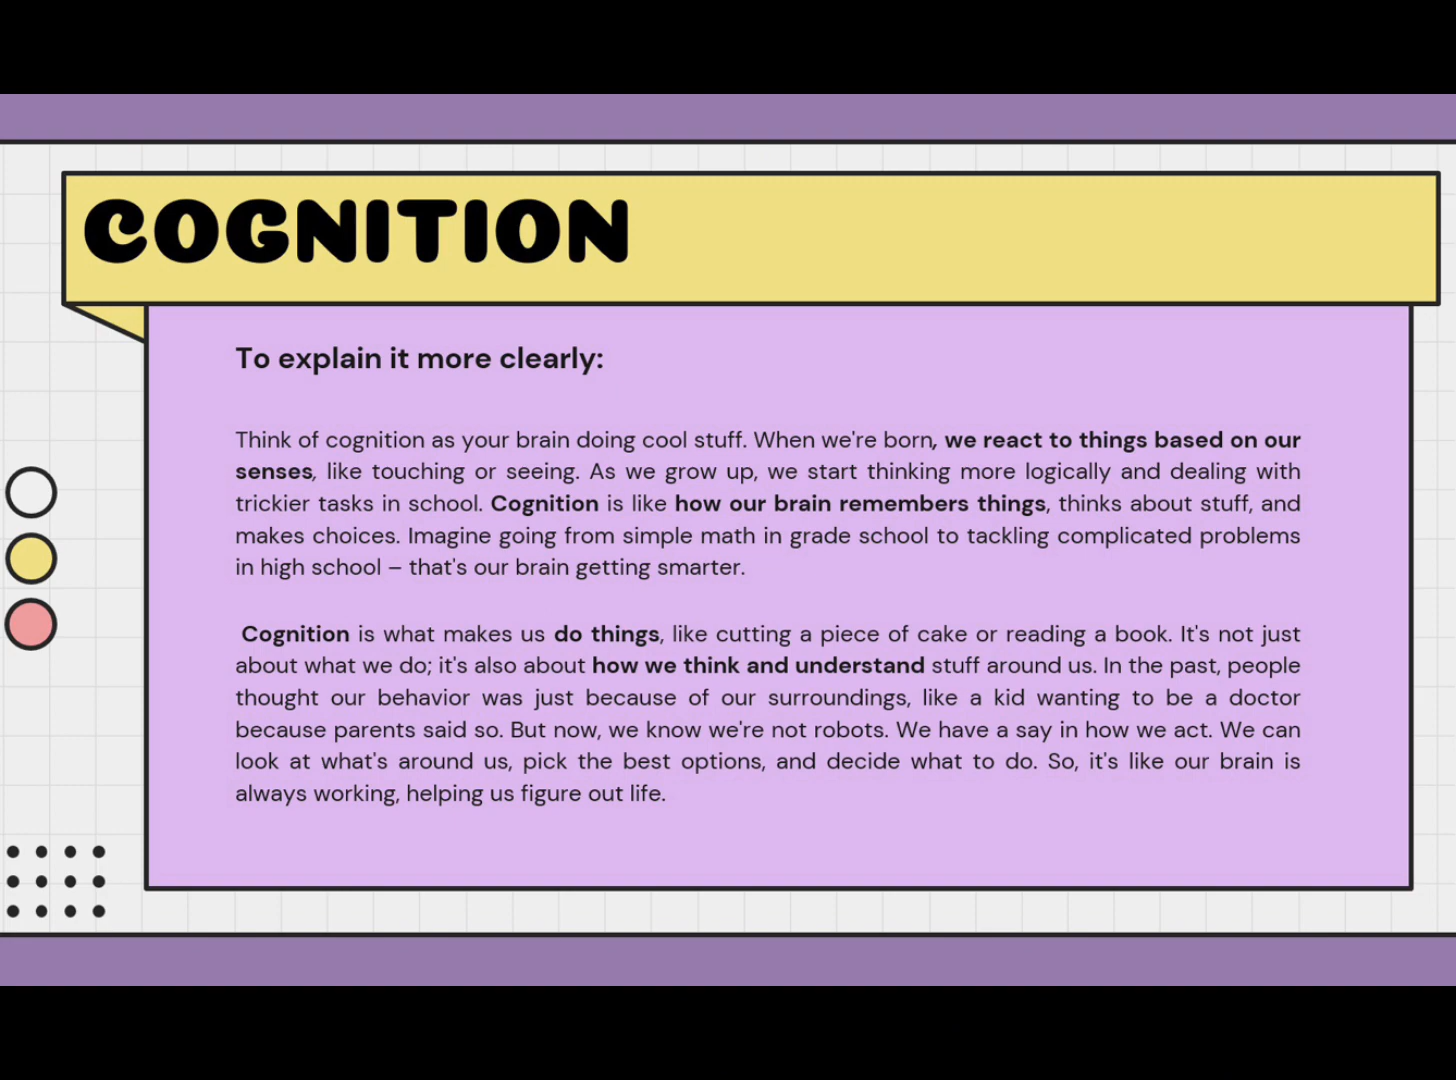 COGNITION
To explain it more clearly:
Think of cognition as your brain doing cool stuff. When we're born, we react to things based on our
senses, like touching or seeing. As we grow up, we start thinking more logically and dealing with
trickier tasks in school. Cognition is like how our brain remembers things, thinks about stuff, and
makes choices. Imagine going from simple math in grade school to tackling complicated problems
in high school – that's our brain getting smarter.
Cognition is what makes us do things, like cutting a piece of cake or reading a book. It's not just
about what we do; it's also about how we think and understand stuff around us. In the past, people
thought our behavior was just because of our surroundings, like a kid wanting to be a doctor
because parents said so. But now, we know we're not robots. We have a say in how we act. We can
look at what's around us, pick the best options, and decide what to do. So, it's like our brain is
always working, helping us figure out life.